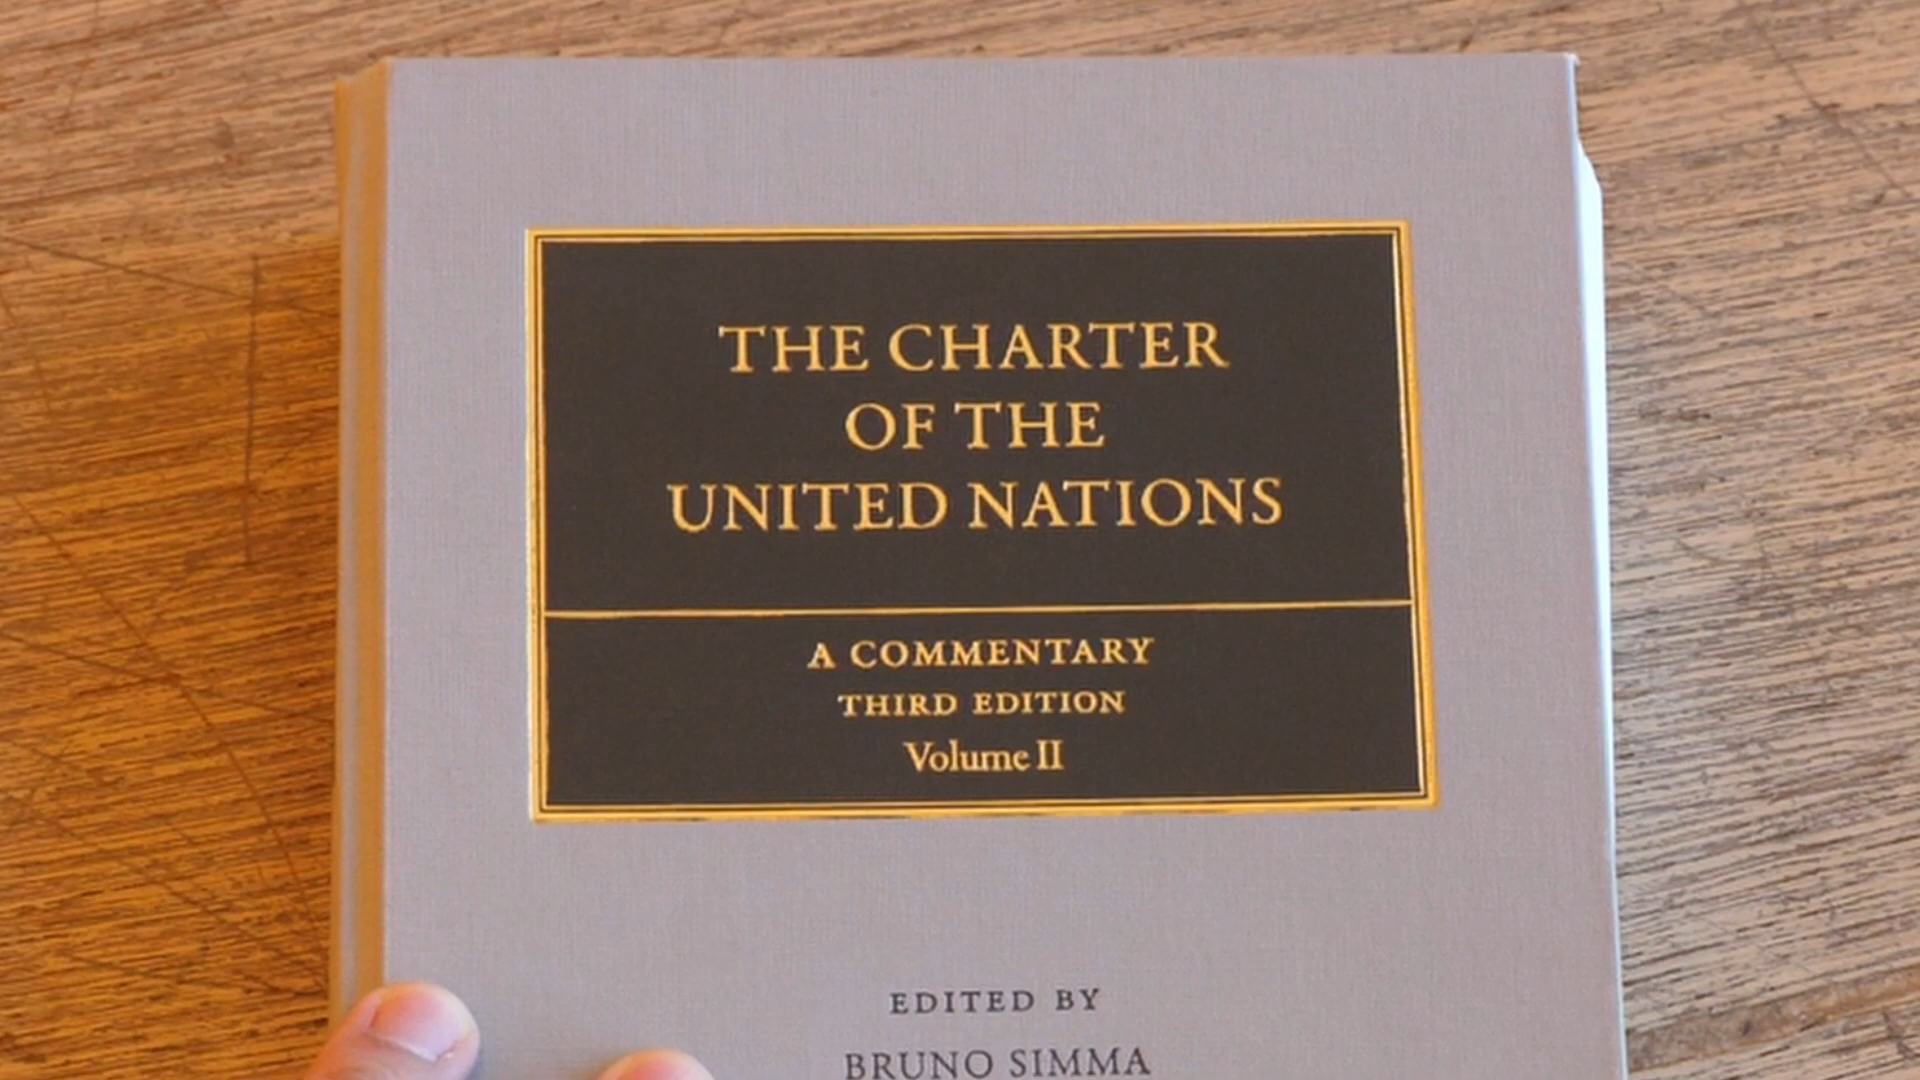 THE CHARTER
OF THE
UNITED NATIONS
A COMMENTARY
THIRD EDITION
Volume II
EDITED BY
BRUNO SIMMA